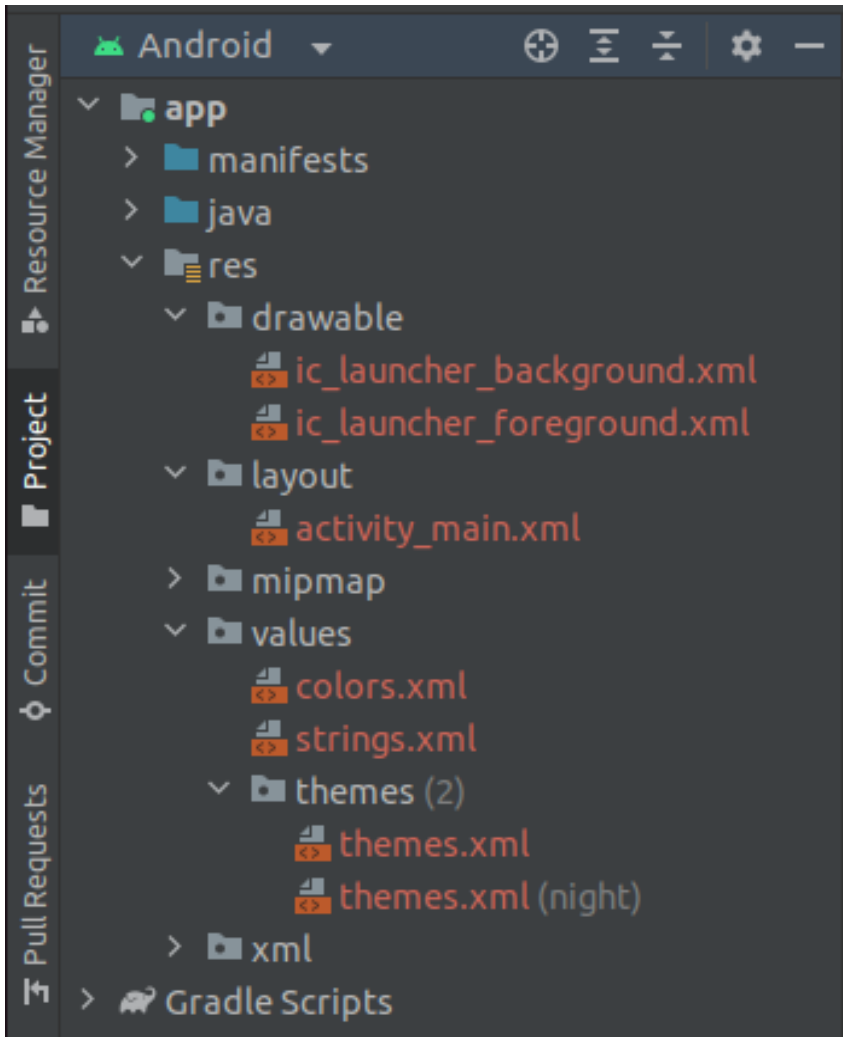 Android
app
manifests
java
res
drawable
ic_launcher_background.xml
ic_launcher_foreground.xml
layout
activity_main.xml
mipmap
values
colors.xml
strings.xml
themes (2)
themes.xml
themes.xml (night)
xml
Gradle Scripts
Resource Manager
Project
Commit
Pull Requests